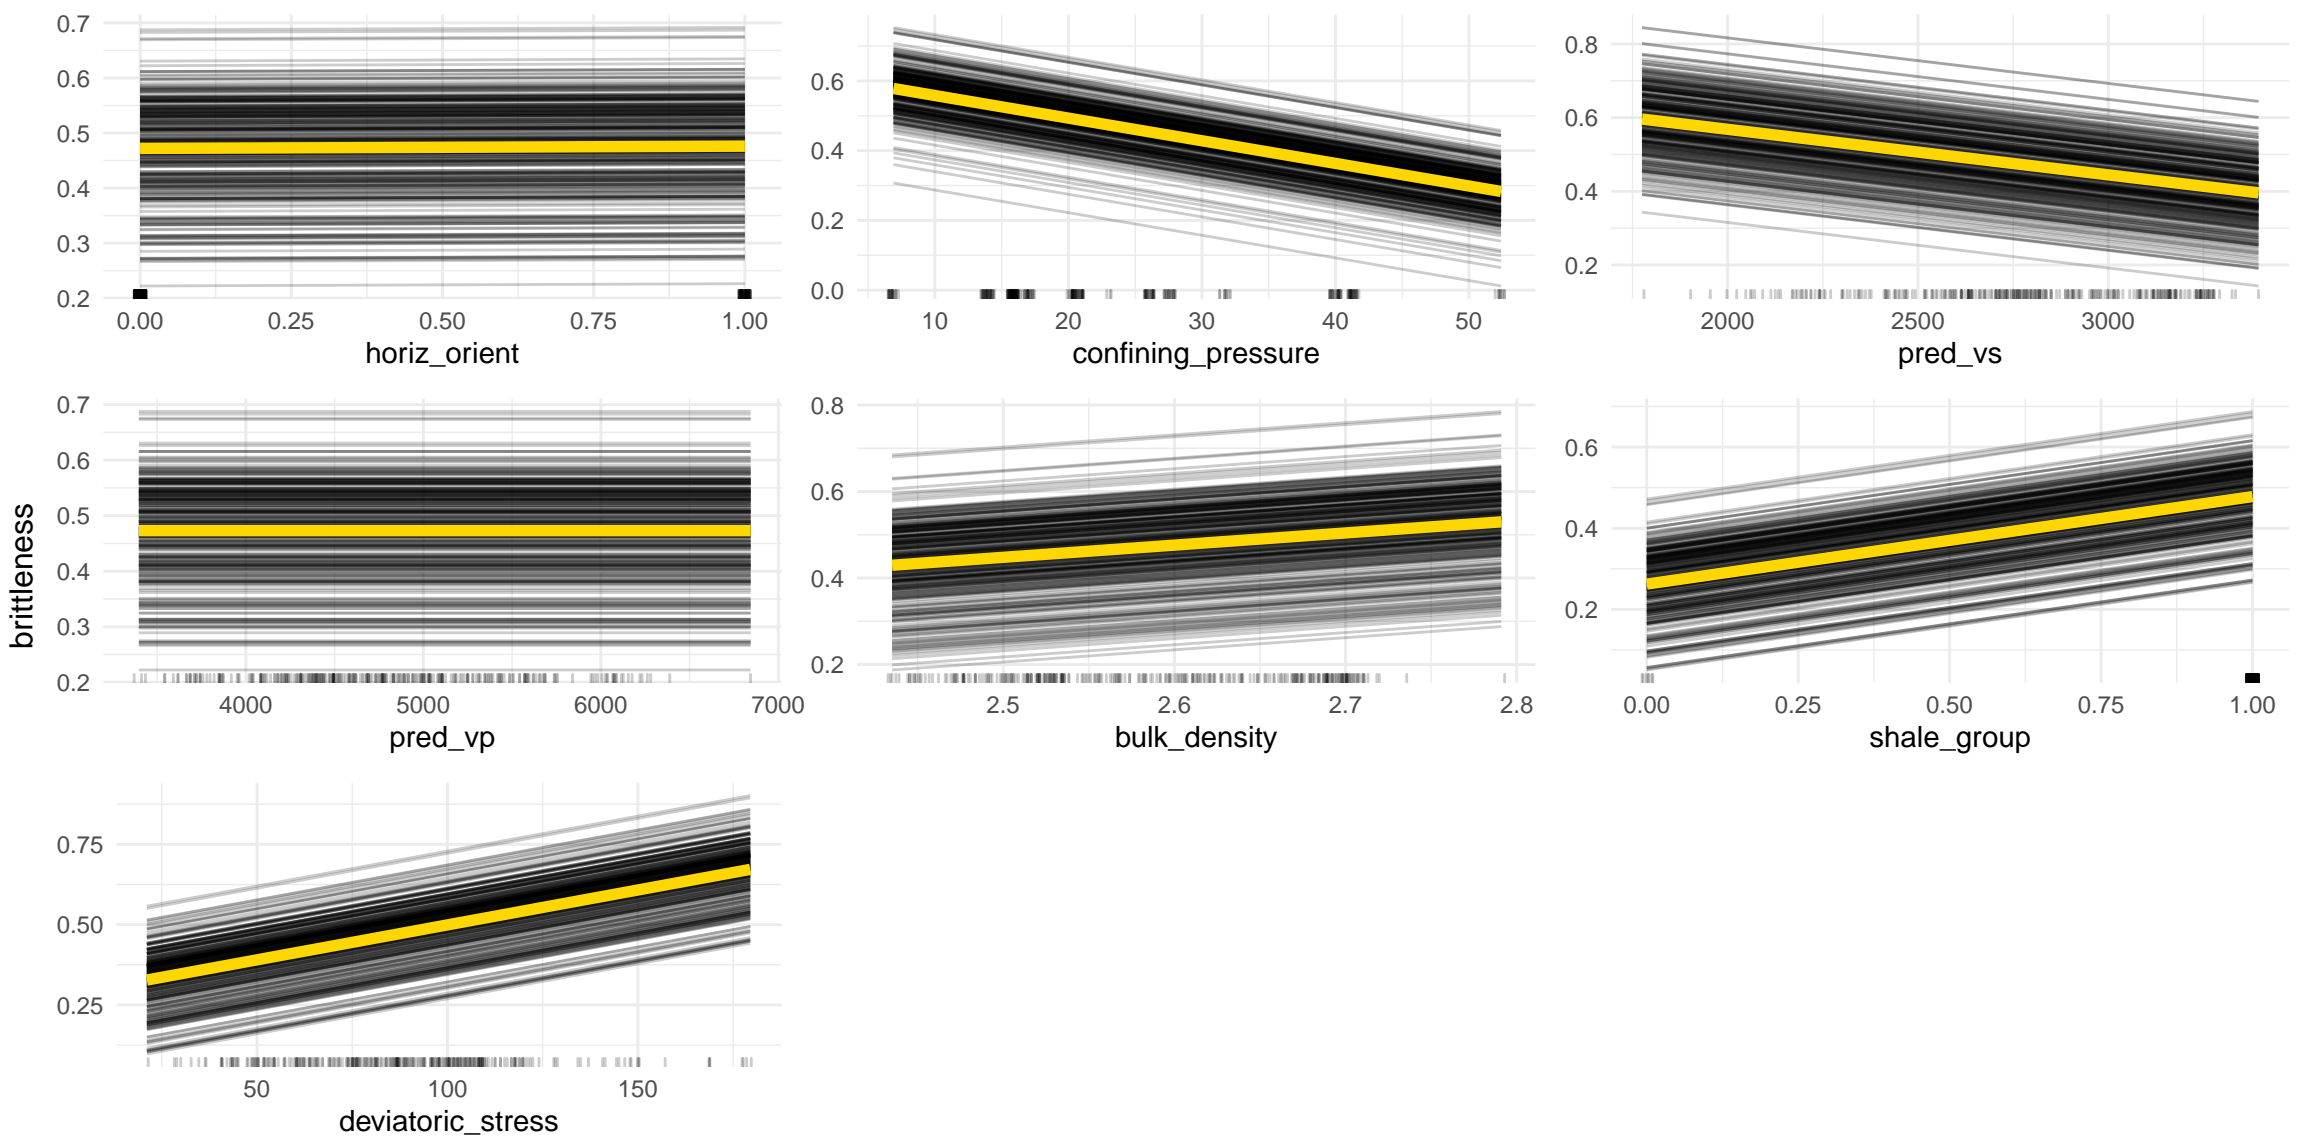 brittleness
0.7
0.6
0.5
0.4
0.3
0.2
0.00 0.25 0.50 0.75 1.00
horiz_orient
0.6
0.4
0.2
0.0
10 20 30 40 50
confining_pressure
0.8
0.6
0.4
0.2
2000 2500 3000
pred_vs
0.7
0.6
0.5
0.4
0.3
0.2
4000 5000 6000 7000
pred_vp
0.8
0.6
0.4
0.2
2.5 2.6 2.7 2.8
bulk_density
0.6
0.4
0.2
0.00 0.25 0.50 0.75 1.00
shale_group
0.75
0.50
0.25
50 100 150
deviatoric_stress